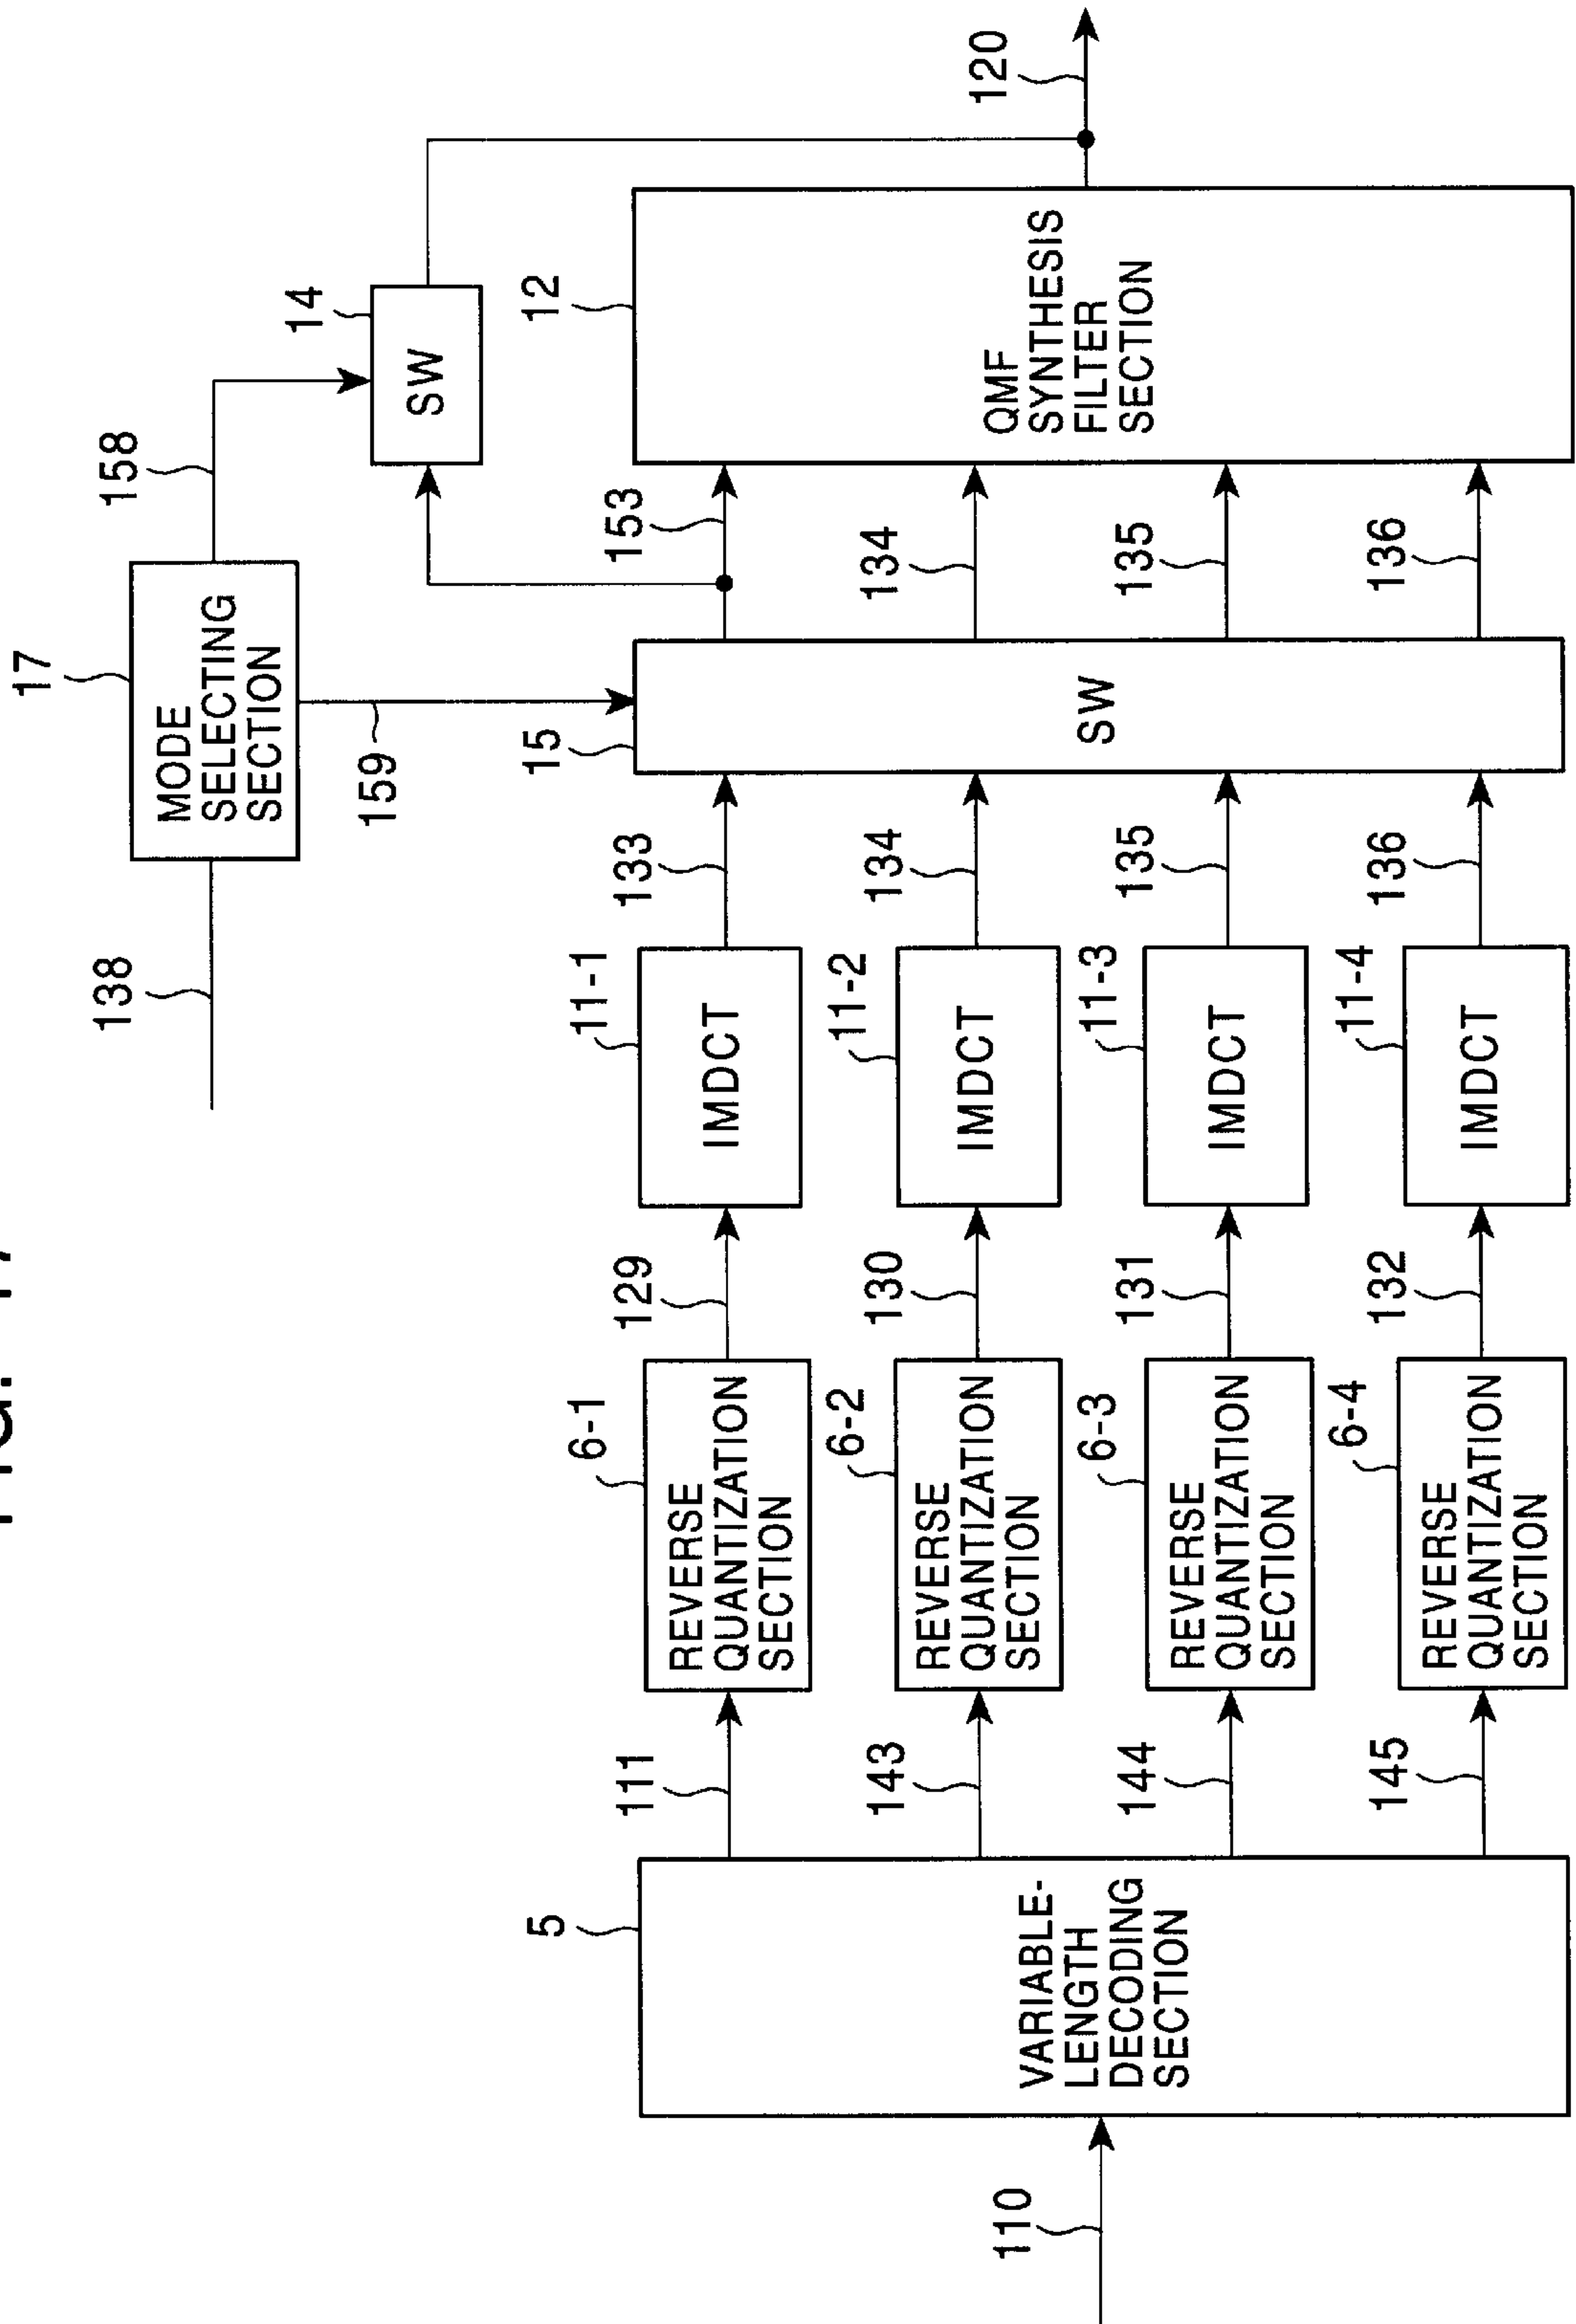 17
138
MODE
SELECTING
SECTION
158
14
SW
159
120
5
VARIABLE-
LENGTH
DECODING
SECTION
110
15
SW
12
QMF
SYNTHESIS
FILTER
SECTION
111
6-1
REVERSE
QUANTIZATION
SECTION
129
11-1
IMDCT
133
153
143
6-2
REVERSE
QUANTIZATION
SECTION
130
11-2
IMDCT
134
134
144
6-3
REVERSE
QUANTIZATION
SECTION
131
11-3
IMDCT
135
135
145
6-4
REVERSE
QUANTIZATION
SECTION
132
11-4
IMDCT
136
136